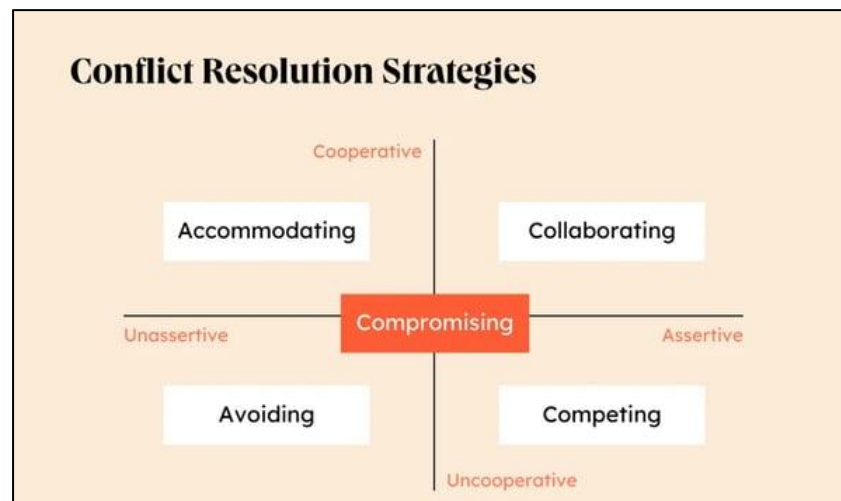 Conflict Resolution Strategies
Cooperative
Accommodating
Collaborating
Compromising
Unassertive
Assertive
Avoiding
Competing
Uncooperative